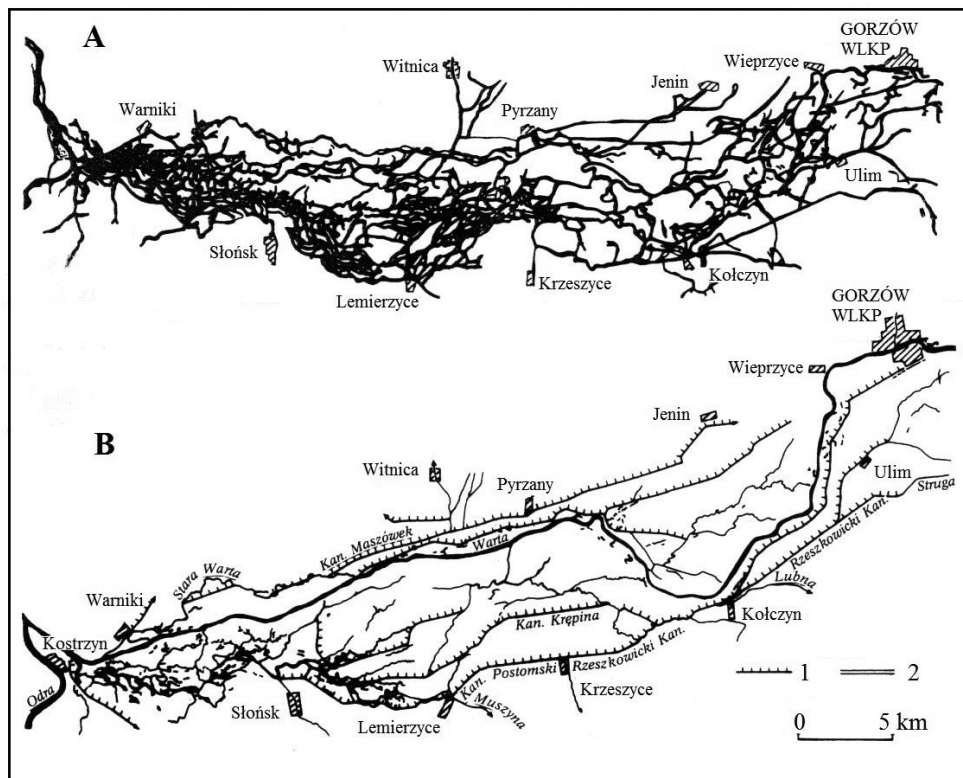 A
GORZÓW
WLKP
Wieprzyce
Witnica
Jenin
Warniki
Pyrzany
Ulim
Słońsk
Kołczyn
Krzeszyce
Lemierzyce
GORZÓW
WLKP
Wieprzyce
Jenin
B
Witnica
Ulim
Pyrzany
Struga
Rzeszkowicki Kan.
Kan. Maszówek
Warta
Stara Warta
Lubna
Warniki
Kołczyn
Kan. Krępina
Kostrzyn
Rzeszkowicki Kan.
Postomski
Kan.
1
2
Krzeszyce
Odra
Słońsk
Muszyna
Lemierzyce
0 5 km